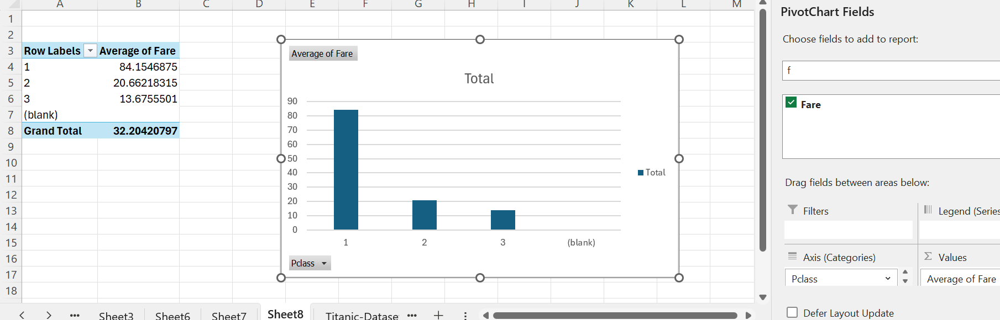 A B C D E F G H I J K L M
1
2
3 Row Labels Average of Fare
4 1 84.1546875
5 2 20.66218315
6 3 13.6755501
7 (blank)
8 Grand Total 32.20420797
9
10
11
12
13
14
15
16
17
18
Average of Fare
Total
90
80
70
60
50
40
30
20
10
0
1 2 3 (blank)
Total
Pclass
Sheet3 Sheet6 Sheet7 Sheet8 Titanic-Datase
PivotChart Fields
Choose fields to add to report:
f
Fare
Drag fields between areas below:
Filters
Legend (Series
Axis (Categories)
Σ Values
Pclass
Average of Fare
Defer Layout Update